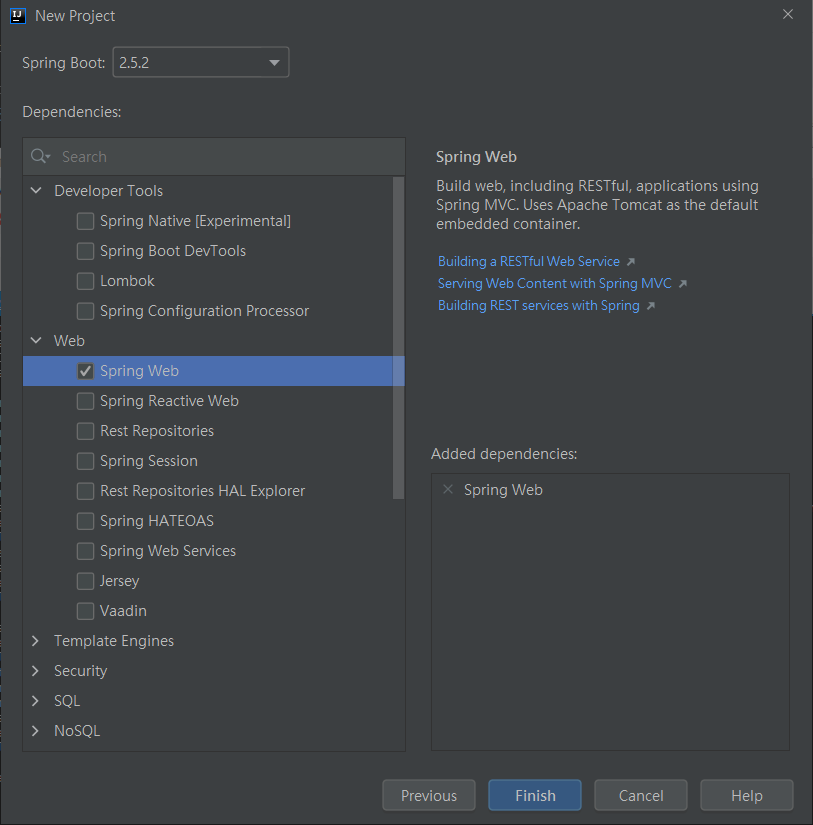 New Project
Spring Boot: 2.5.2
Dependencies:
Search
Developer Tools
Spring Native [Experimental]
Spring Boot DevTools
Lombok
Spring Configuration Processor
Web
Spring Web
Spring Reactive Web
Rest Repositories
Spring Session
Rest Repositories HAL Explorer
Spring HATEOAS
Spring Web Services
Jersey
Vaadin
Template Engines
Security
SQL
NoSQL
Spring Web
Build web, including RESTful, applications using
Spring MVC. Uses Apache Tomcat as the default
embedded container.
Building a RESTful Web Service
Serving Web Content with Spring MVC
Building REST services with Spring
Added dependencies:
Spring Web
Previous
Finish
Cancel
Help